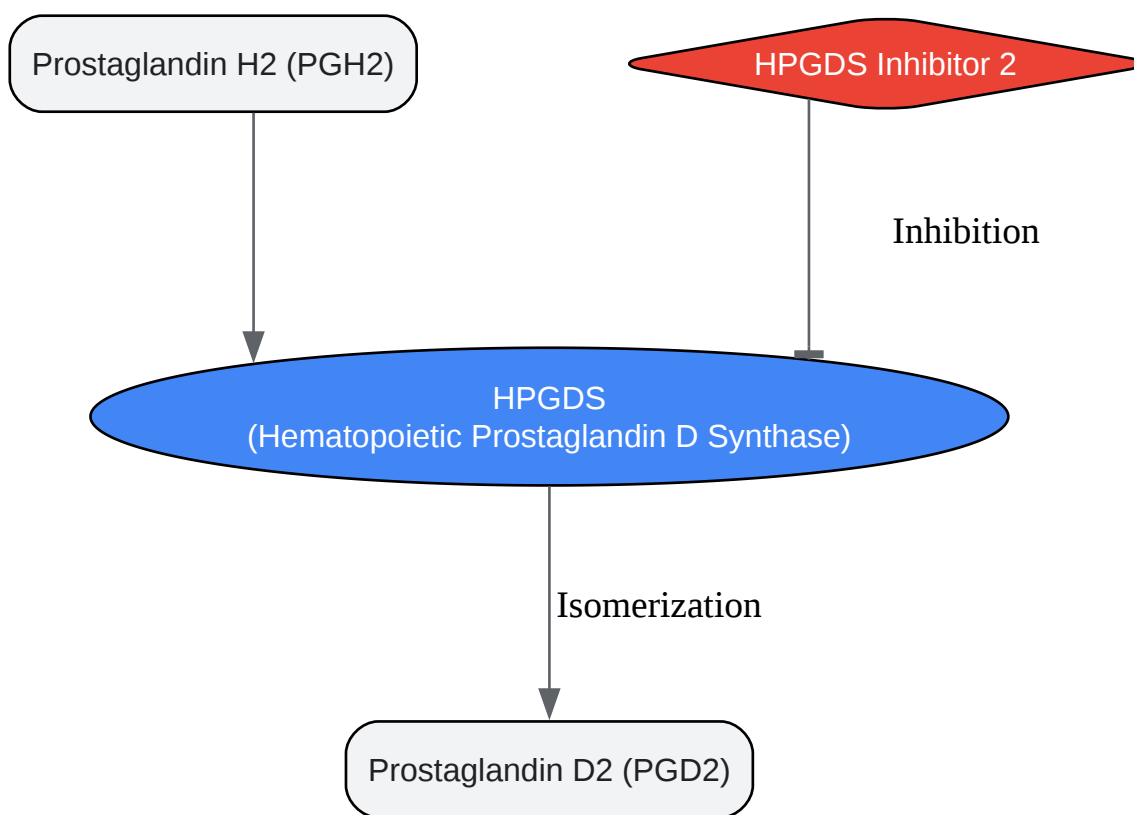 Prostaglandin H2 (PGH2)
HPGDS Inhibitor 2
Inhibition
HPGDS
(Hematopoietic Prostaglandin D Synthase)
Isomerization
Prostaglandin D2 (PGD2)